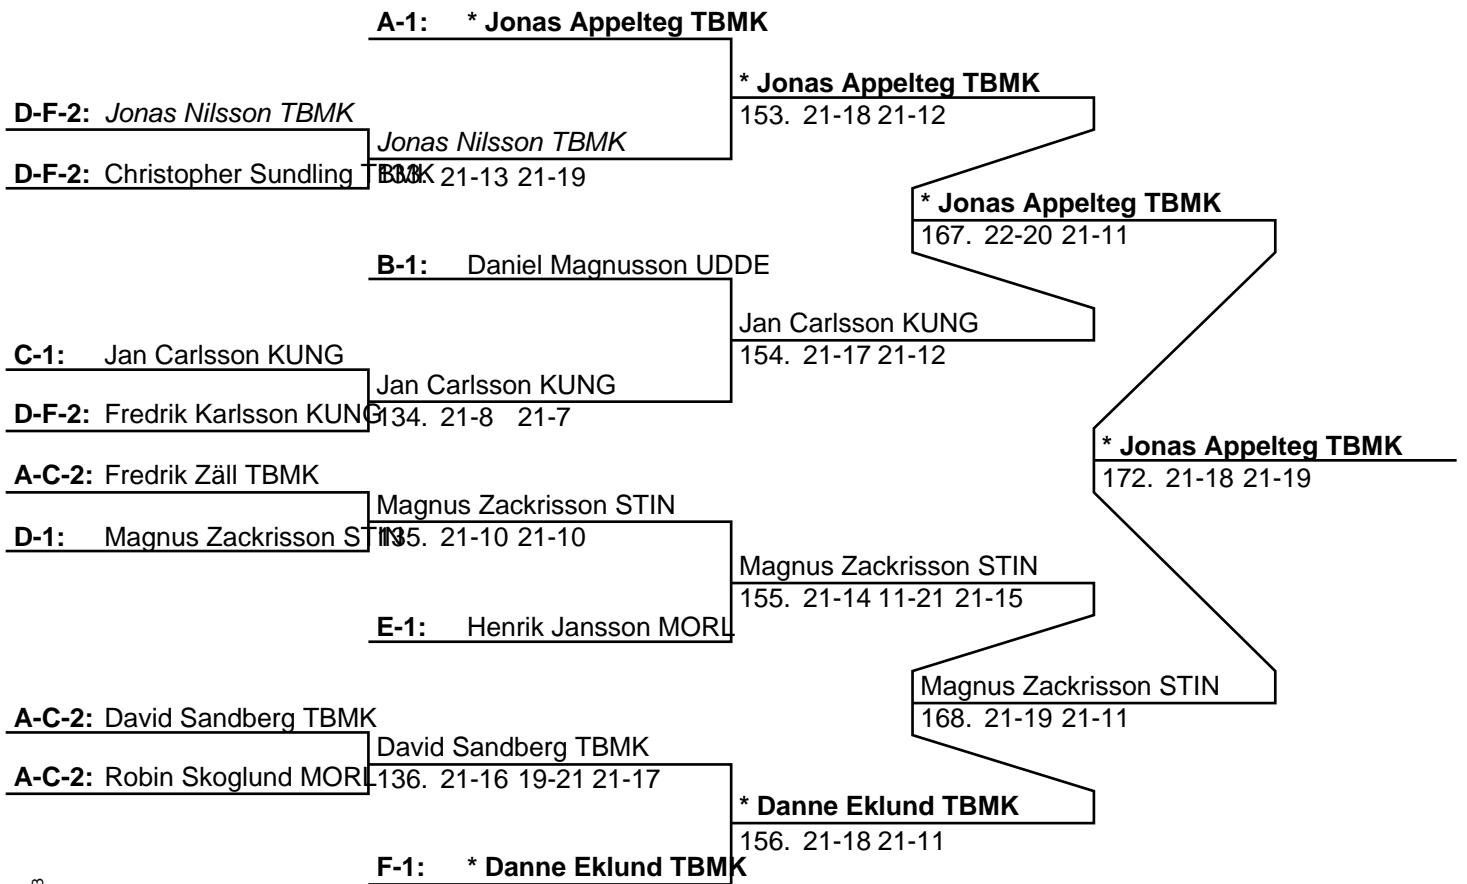 A-1: * Jonas Appelteg TBMK
* Jonas Appelteg TBMK
D-F-2: Jonas Nilsson TBMK
153. 21-18 21-12
Jonas Nilsson TBMK
D-F-2: Christopher Sundling TBMK
133. 21-13 21-19
* Jonas Appelteg TBMK
167. 22-20 21-11
B-1: Daniel Magnusson UDDE
Jan Carlsson KUNG
C-1: Jan Carlsson KUNG
154. 21-17 21-12
Jan Carlsson KUNG
D-F-2: Fredrik Karlsson KUNG
134. 21-8 21-7
* Jonas Appelteg TBMK
A-C-2: Fredrik Zäll TBMK
172. 21-18 21-19
Magnus Zackrisson STIN
D-1: Magnus Zackrisson STIN
135. 21-10 21-10
Magnus Zackrisson STIN
155. 21-14 11-21 21-15
E-1: Henrik Jansson MORL
Magnus Zackrisson STIN
A-C-2: David Sandberg TBMK
168. 21-19 21-11
David Sandberg TBMK
A-C-2: Robin Skoglund MORL
136. 21-16 19-21 21-17
* Danne Eklund TBMK
156. 21-18 21-11
F-1: * Danne Eklund TBMK